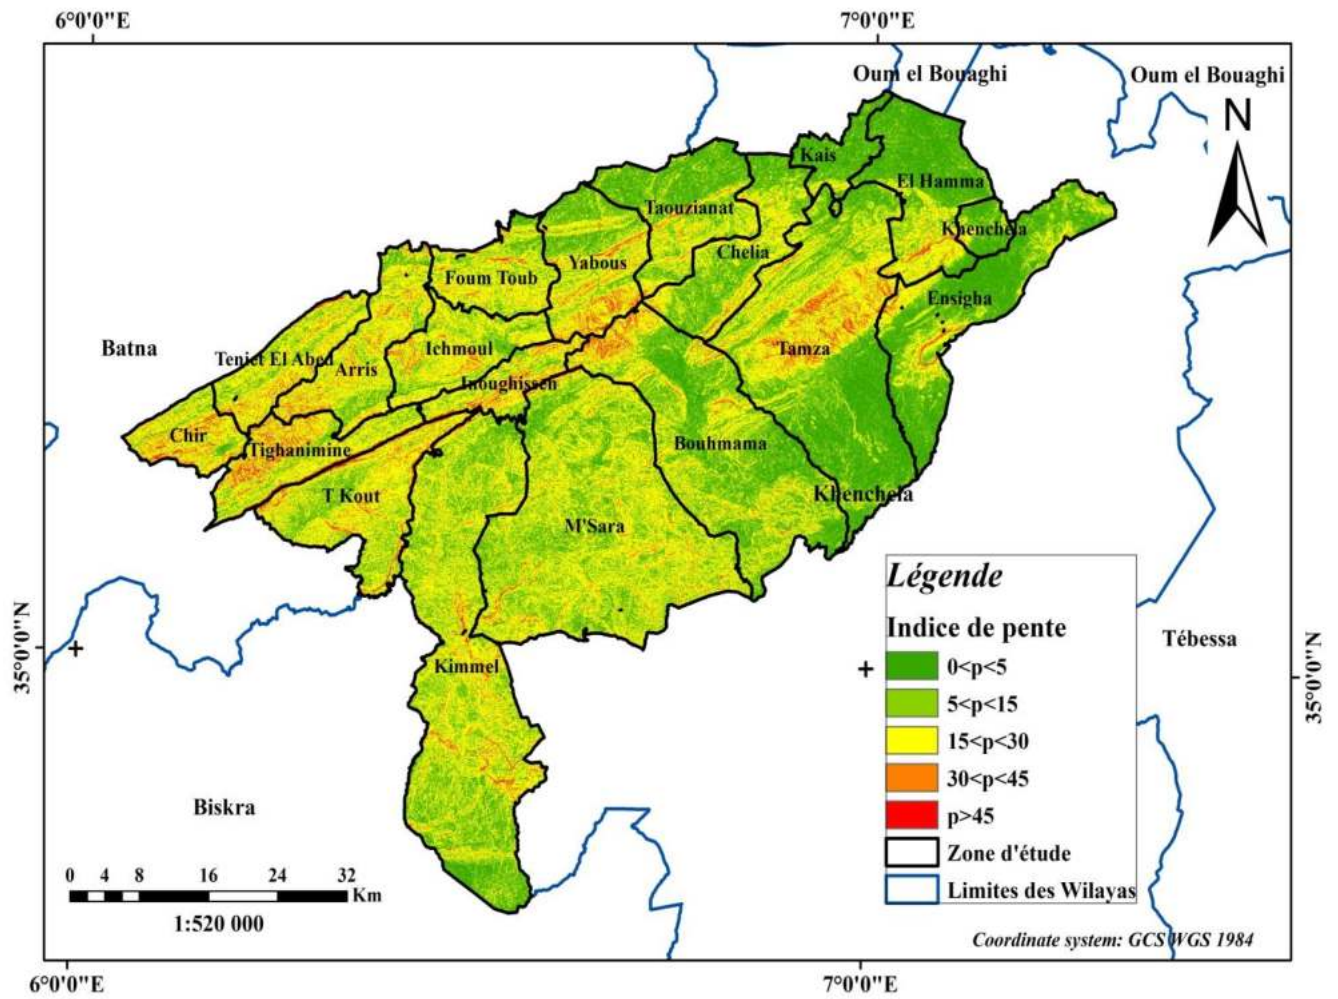 6°0'0"E
7°0'0"E
Oum el Bouaghi
Oum el Bouaghi
N
Kais
El Hamma
Taouzianat
Khenchela
Chelia
Yabous
Foum Toub
Ensigha
Batna
Teniet El Abed
Ichmoul
Tamza
Arris
Inoughissen
Chir
Tighanimine
Bouhmama
T Kout
Khenchela
M'Sara
Légende
Indice de pente
0<p<5
5<p<15
15<p<30
30<p<45
p>45
Zone d'étude
Limites des Wilayas
Tébessa
35°0'0"N
35°0'0"N
Kimmel
Biskra
0 4 8 16 24 32
Km
1:520 000
Coordinate system: GCS WGS 1984
6°0'0"E
7°0'0"E